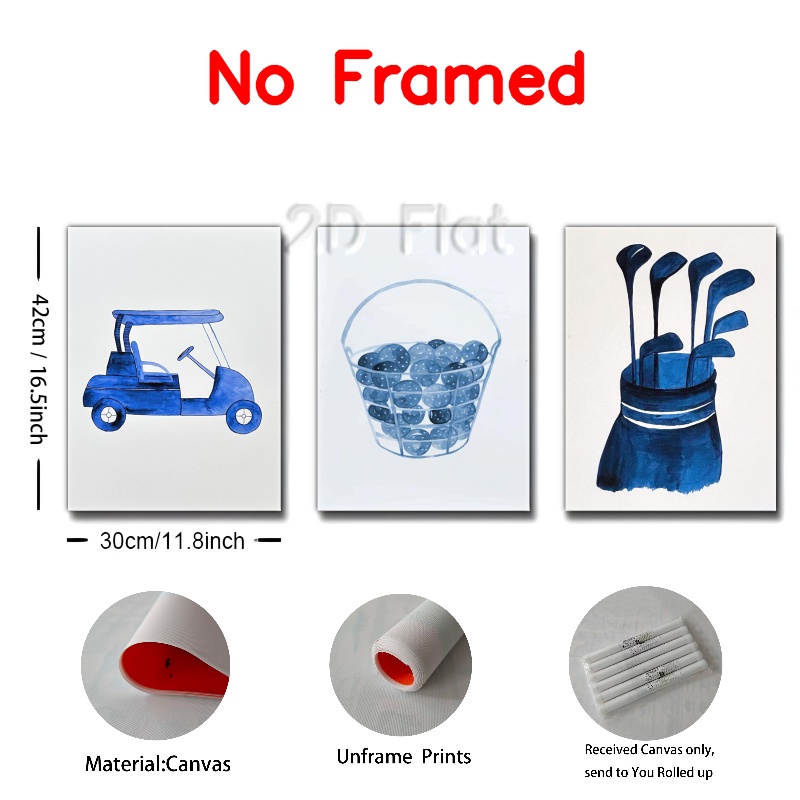 No Framed
2D Flat
42cm / 16.5inch
30cm/11.8inch
Material:Canvas
Unframe Prints
Received Canvas only,
send to You Rolled up